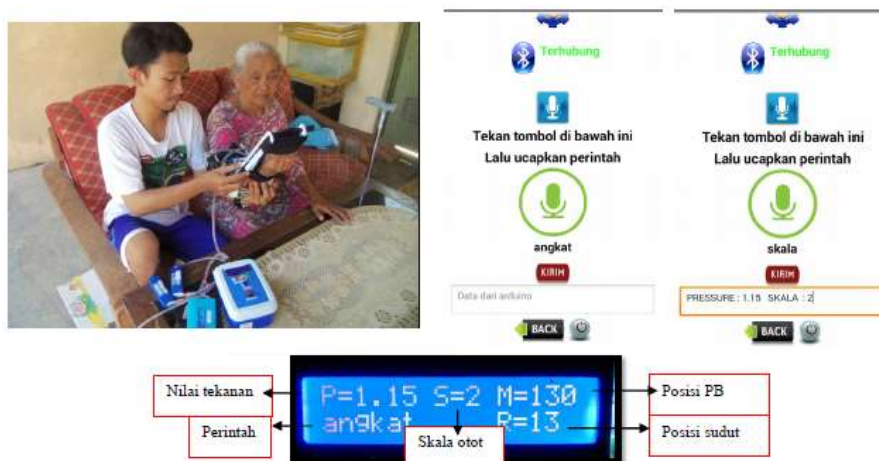 Terhubung
Tekan tombol di bawah ini
Lalu ucapkan perintah
angkat
KIRIM
Data dari arduino
BACK
Terhubung
Tekan tombol di bawah ini
Lalu ucapkan perintah
skala
KIRIM
PRESSURE : 1.15 SKALA : 2
BACK
Nilai tekanan
P=1.15 S=2 M=130
Posisi PB
Perintah
angkat R=13
Skala otot
Posisi sudut